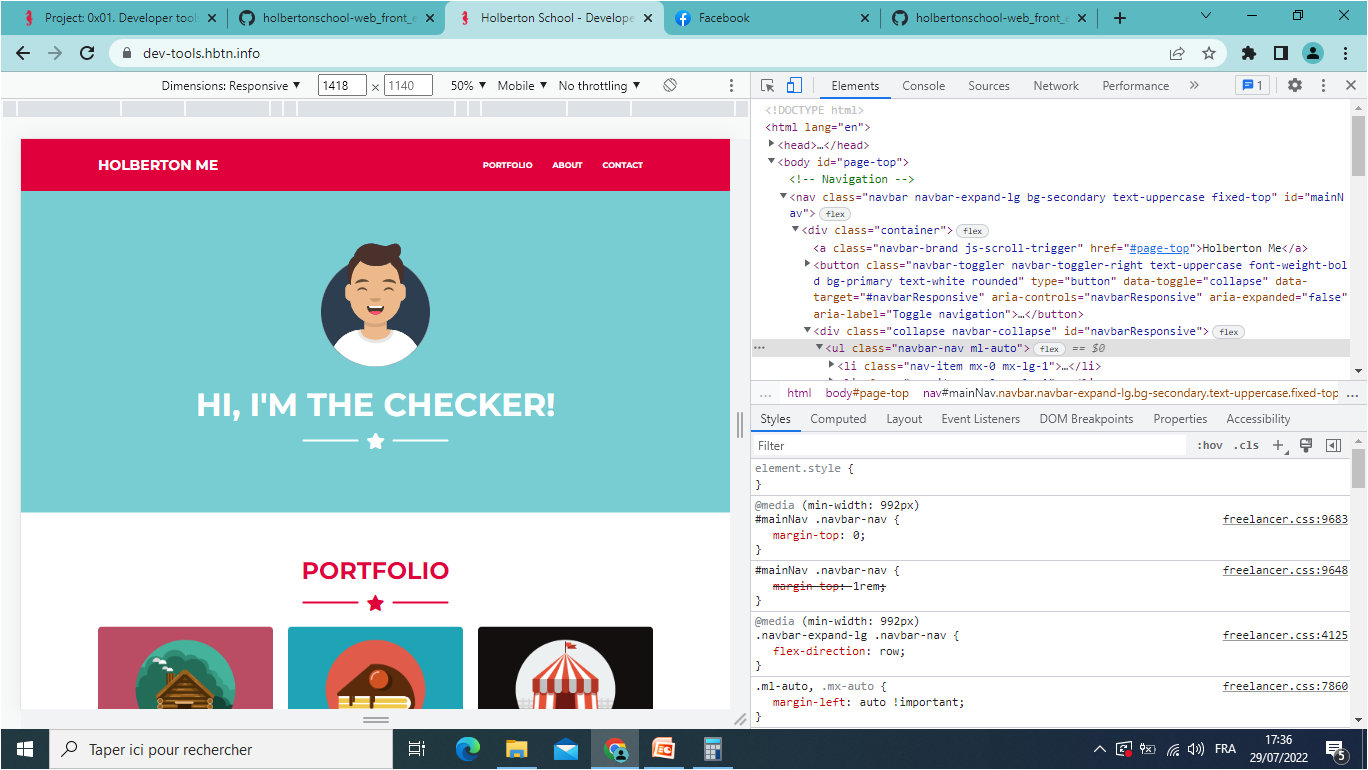 Project: 0x01. Developer tool
holbertonschool-web_front_e
Holberton School - Develope
Facebook
holbertonschool-web_front_e
dev-tools.hbtn.info
Dimensions: Responsive
1418
×
1140
50%
Mobile
No throttling
Elements
Console
Sources
Network
Performance
»
1
HOLBERTON ME
PORTFOLIO
ABOUT
CONTACT
HI, I'M THE CHECKER!
PORTFOLIO
<!DOCTYPE html>
<html lang="en">
<head>…</head>
<body id="page-top">
<!-- Navigation -->
<nav class="navbar navbar-expand-lg bg-secondary text-uppercase fixed-top" id="mainN
av"> flex
<div class="container"> flex
<a class="navbar-brand js-scroll-trigger" href="#page-top">Holberton Me</a>
<button class="navbar-toggler navbar-toggler-right text-uppercase font-weight-bol
d bg-primary text-white rounded" type="button" data-toggle="collapse" data-
target="#navbarResponsive" aria-controls="navbarResponsive" aria-expanded="false"
aria-label="Toggle navigation">…</button>
<div class="collapse navbar-collapse" id="navbarResponsive"> flex
… <ul class="navbar-nav ml-auto"> flex == $0
<li class="nav-item mx-0 mx-lg-1">…</li>
... html body#page-top nav#mainNav.navbar.navbar-expand-lg.bg-secondary.text-uppercase.fixed-top ...
Styles
Computed
Layout
Event Listeners
DOM Breakpoints
Properties
Accessibility
Filter
:hov .cls +
element.style {
}
@media (min-width: 992px)
#mainNav .navbar-nav { freelancer.css:9683
margin-top: 0;
}
#mainNav .navbar-nav { freelancer.css:9648
margin-top: 1rem;
}
@media (min-width: 992px)
.navbar-expand-lg .navbar-nav { freelancer.css:4125
flex-direction: row;
}
.ml-auto, .mx-auto { freelancer.css:7860
margin-left: auto !important;
}
Taper ici pour rechercher
FRA
17:36
29/07/2022
5